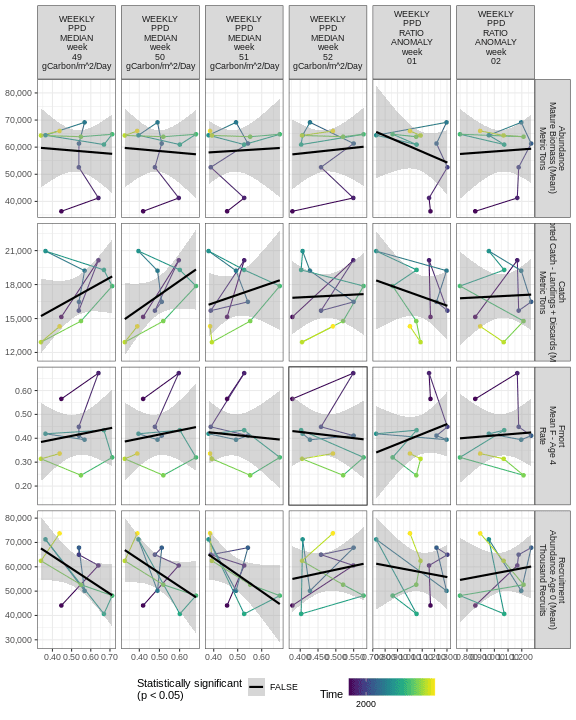 WEEKLY
PPD
MEDIAN
week
49
gCarbon/m^2/Day
WEEKLY
PPD
MEDIAN
week
50
gCarbon/m^2/Day
WEEKLY
PPD
MEDIAN
week
51
gCarbon/m^2/Day
WEEKLY
PPD
MEDIAN
week
52
gCarbon/m^2/Day
WEEKLY
PPD
RATIO
ANOMALY
week
01
WEEKLY
PPD
RATIO
ANOMALY
week
02
80,000
70,000
60,000
50,000
40,000
Abundance
Mature Biomass (Mean)
Metric Tons
21,000
18,000
15,000
12,000
Catch
rted Catch - Landings + Discards (M
Metric Tons
0.60
0.50
0.40
0.30
0.20
Fmort
Mean F - Age 4
Rate
80,000
70,000
60,000
50,000
40,000
30,000
Recruitment
Abundance Age 0 (Mean)
Thousand Recruits
0.40 0.50 0.60 0.70
0.40 0.50 0.60
0.40 0.50 0.60
Statistically significant
(p < 0.05)
FALSE
Time
2000